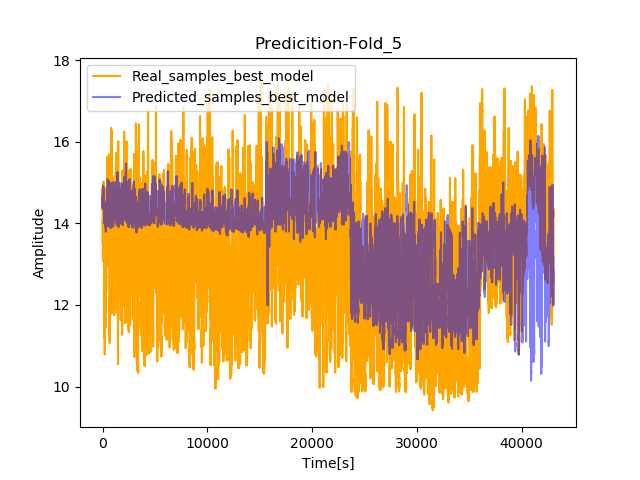 Predicition-Fold_5
Real_samples_best_model
Predicted_samples_best_model
Amplitude
18
16
14
12
10
0 10000 20000 30000 40000
Time[s]